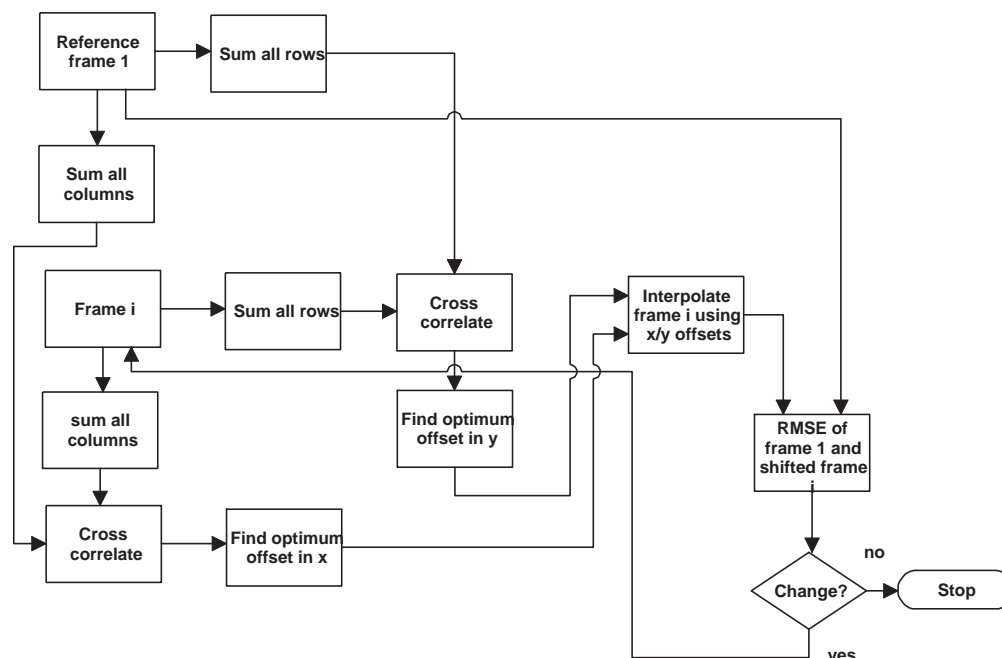 Reference
frame 1
Sum all rows
Sum all
columns
Frame i
Sum all rows
Cross
correlate
Interpolate
frame i using
x/y offsets
sum all
columns
Find optimum
offset in y
RMSE of
frame 1 and
shifted frame
i
Cross
correlate
Find optimum
offset in x
no
Change?
Stop
yes